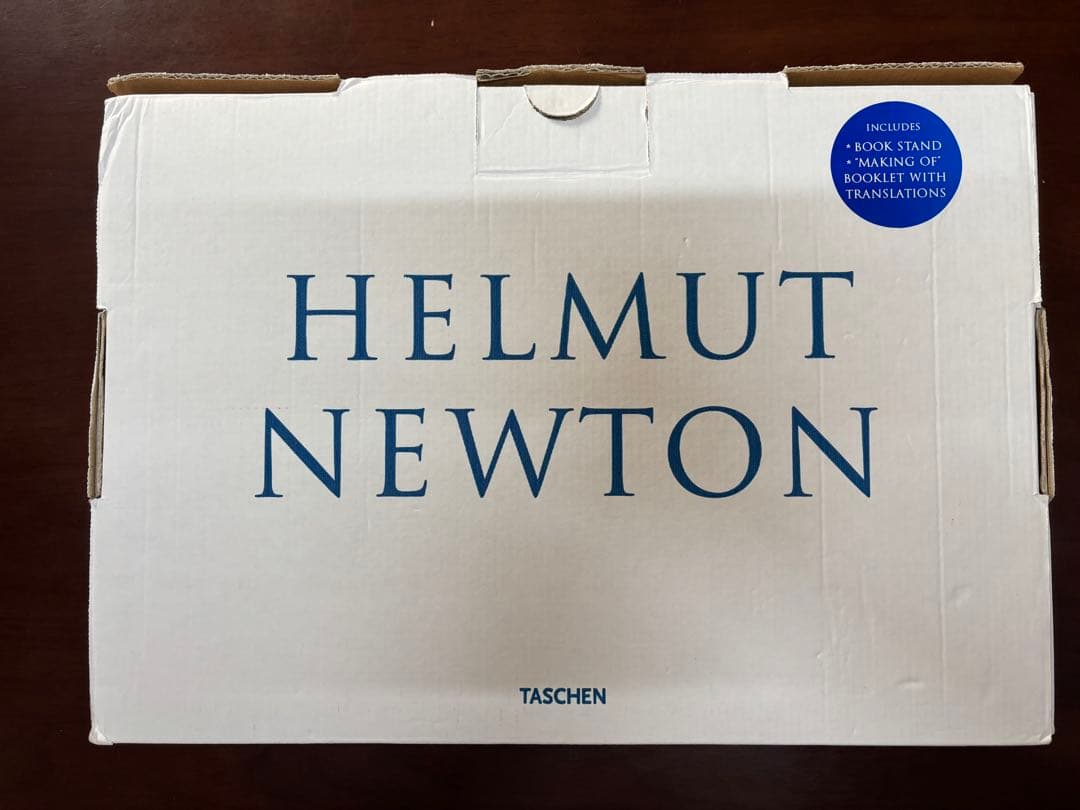 INCLUDES
* BOOK STAND
* "MAKING OF"
BOOKLET WITH
TRANSLATIONS
HELMUT
NEWTON
TASCHEN